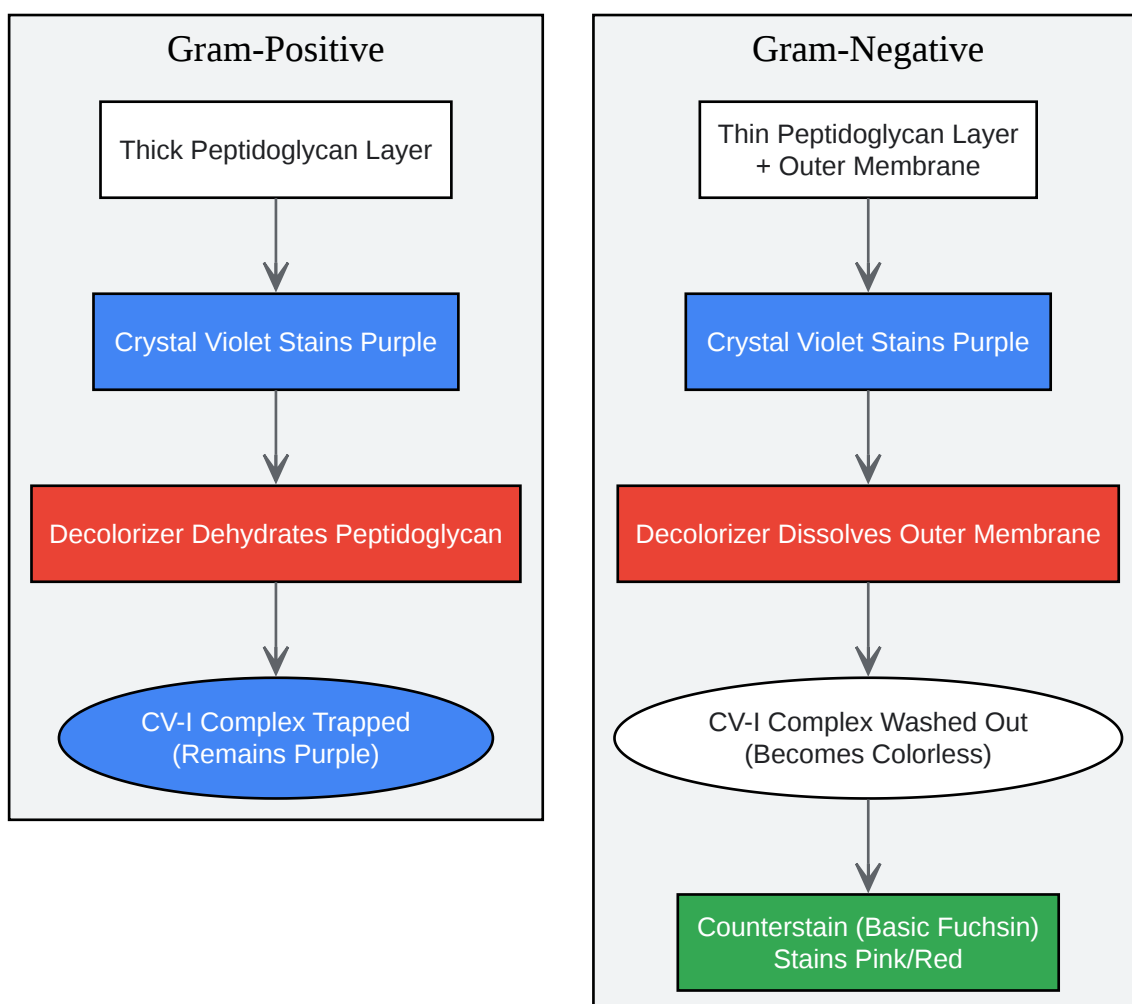 Gram-Positive
Thick Peptidoglycan Layer
Crystal Violet Stains Purple
Decolorizer Dehydrates Peptidoglycan
CV-I Complex Trapped
(Remains Purple)
Gram-Negative
Thin Peptidoglycan Layer
+ Outer Membrane
Crystal Violet Stains Purple
Decolorizer Dissolves Outer Membrane
CV-I Complex Washed Out
(Becomes Colorless)
Counterstain (Basic Fuchsin)
Stains Pink/Red